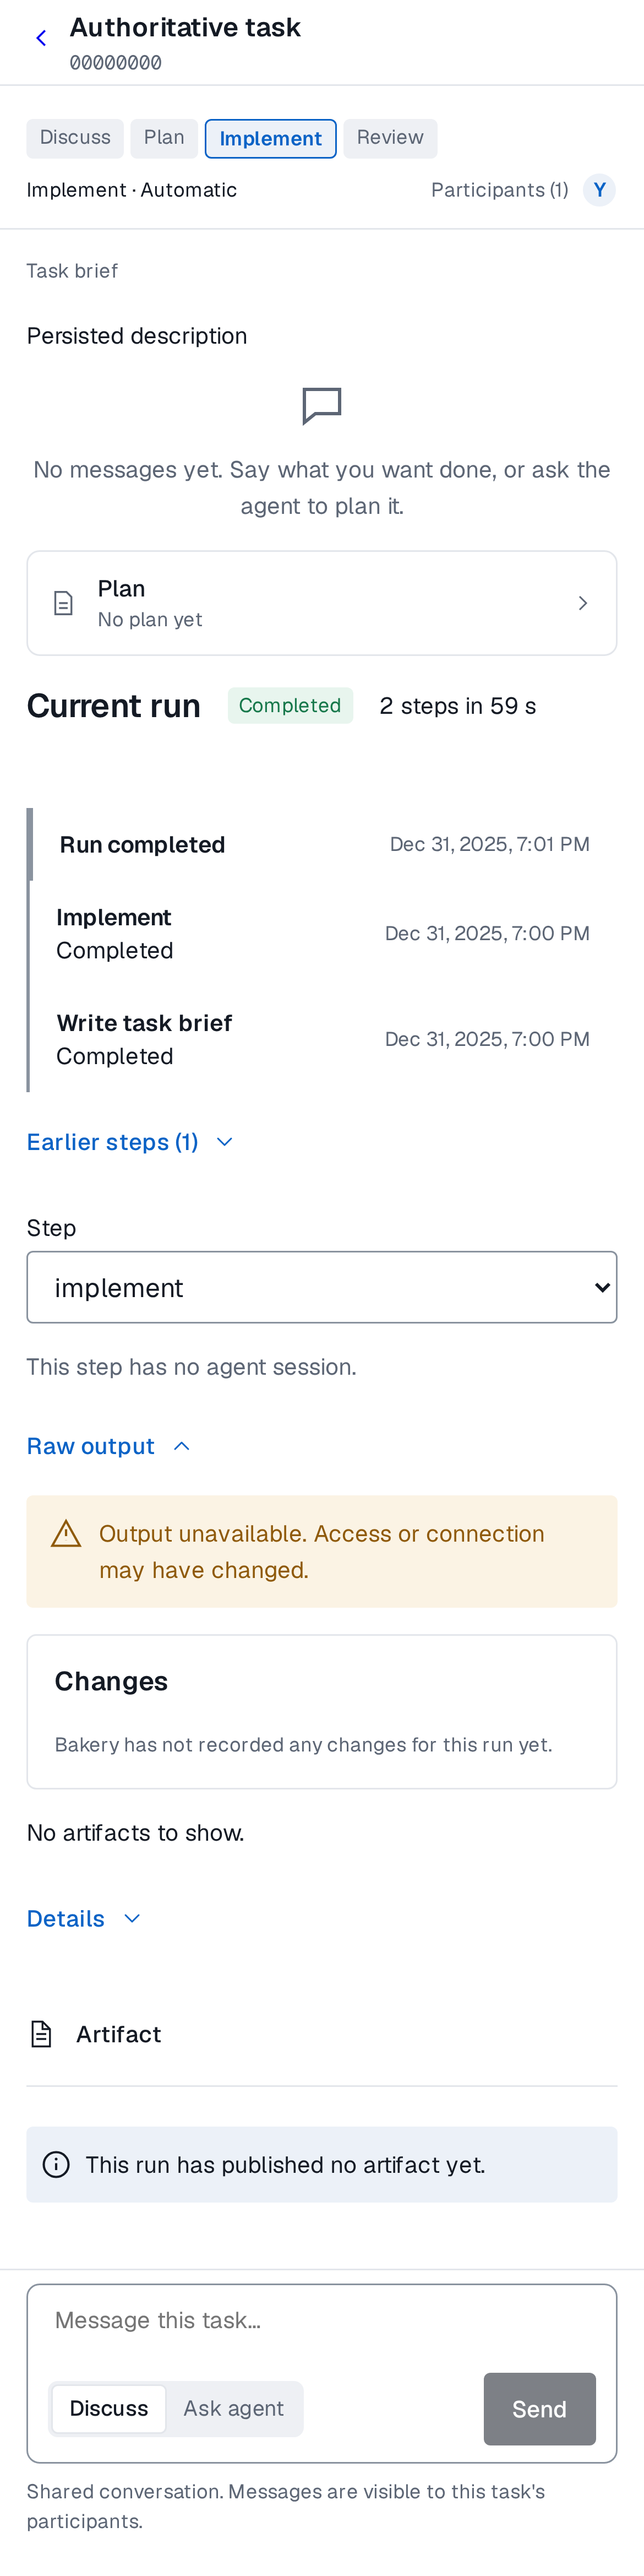 Authoritative task
00000000
Discuss
Plan
Implement
Review
Implement · Automatic
Participants (1)
Y
Task brief
Persisted description
No messages yet. Say what you want done, or ask the
agent to plan it.
Plan
No plan yet
Current run
Completed
2 steps in 59 s
Run completed
Dec 31, 2025, 7:01 PM
Implement
Completed
Dec 31, 2025, 7:00 PM
Write task brief
Completed
Dec 31, 2025, 7:00 PM
Earlier steps (1)
Step
implement
This step has no agent session.
Raw output
Output unavailable. Access or connection
may have changed.
Changes
Bakery has not recorded any changes for this run yet.
No artifacts to show.
Details
Artifact
This run has published no artifact yet.
Message this task...
Discuss
Ask agent
Send
Shared conversation. Messages are visible to this task's
participants.